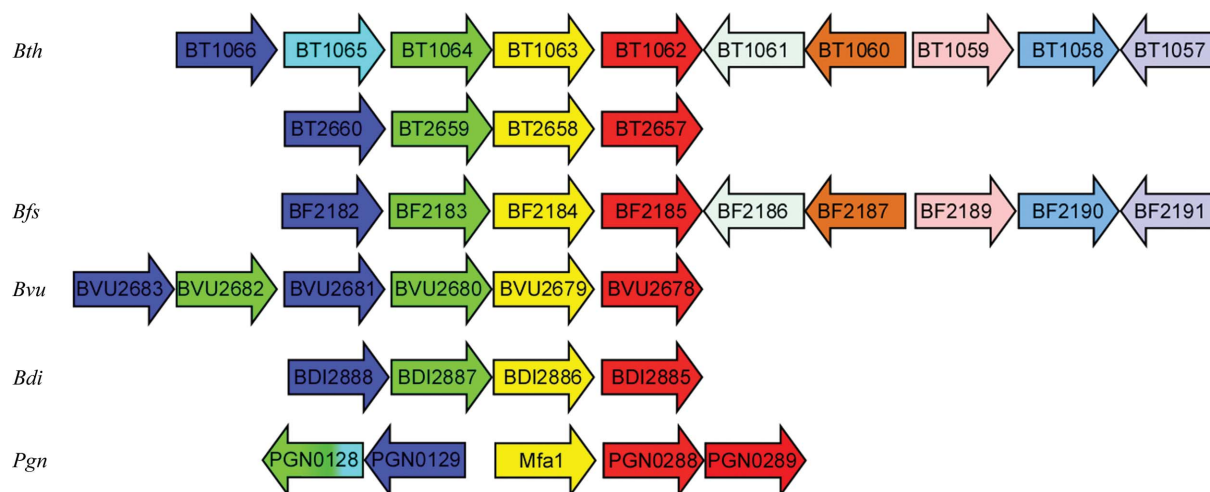 Bth BT1066 BT1065 BT1064 BT1063 BT1062 BT1061 BT1060 BT1059 BT1058 BT1057
BT2660 BT2659 BT2658 BT2657
Bfs BF2182 BF2183 BF2184 BF2185 BF2186 BF2187 BF2189 BF2190 BF2191
Bvu BVU2683 BVU2682 BVU2681 BVU2680 BVU2679 BVU2678
Bdi BDI2888 BDI2887 BDI2886 BDI2885
Pgn PGN0128 PGN0129 Mfa1 PGN0288 PGN0289